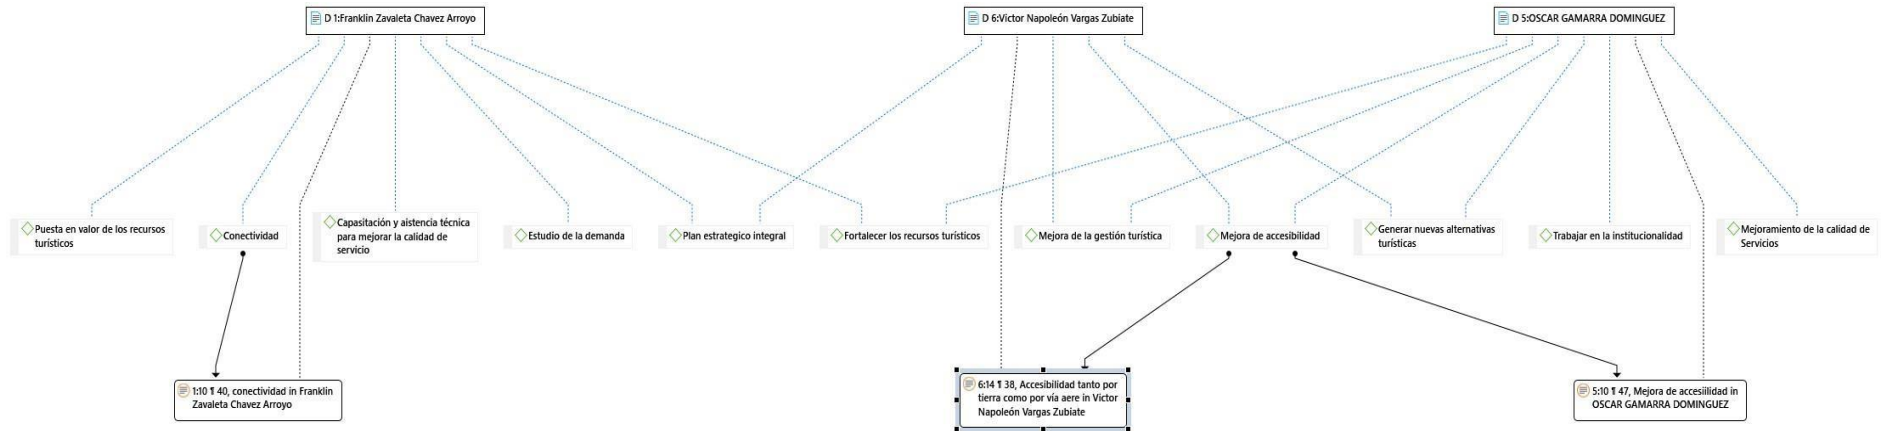 D 1:Franklin Zavaleta Chavez Arroyo
D 6:Victor Napoleón Vargas Zubiate
D 5:OSCAR GAMARRA DOMINGUEZ
Puesta en valor de los recursos
turísticos
Conectividad
Capasitación y aistencia técnica
para mejorar la calidad de
servicio
Estudio de la demanda
Plan estrategico integral
Fortalecer los recursos turísticos
Mejora de la gestión turística
Mejora de accesibilidad
Generar nuevas alternativas
turísticas
Trabajar en la institucionalidad
Mejoramiento de la calidad de
Servicios
1:10 ¶ 40, conectividad in Franklin
Zavaleta Chavez Arroyo
6:14 ¶ 38, Accesibilidad tanto por
tierra como por vía aere in Victor
Napoleón Vargas Zubiate
5:10 ¶ 47, Mejora de accesiilidad in
OSCAR GAMARRA DOMINGUEZ